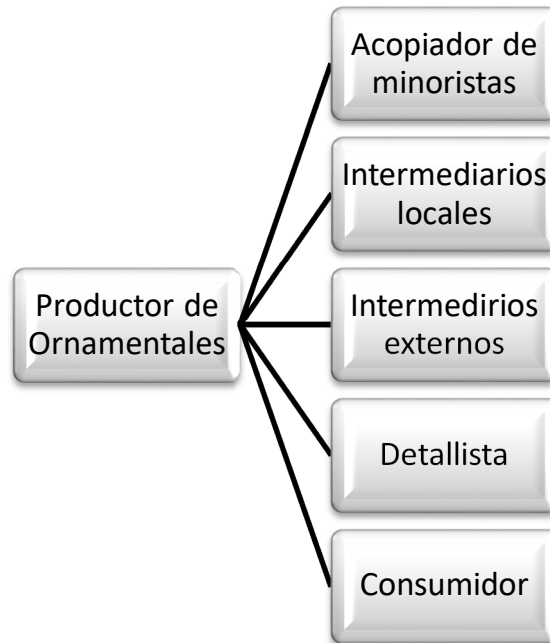 Acopiador de
minoristas
Intermediarios
locales
Productor de
Ornamentales
Intermedirios
externos
Detallista
Consumidor